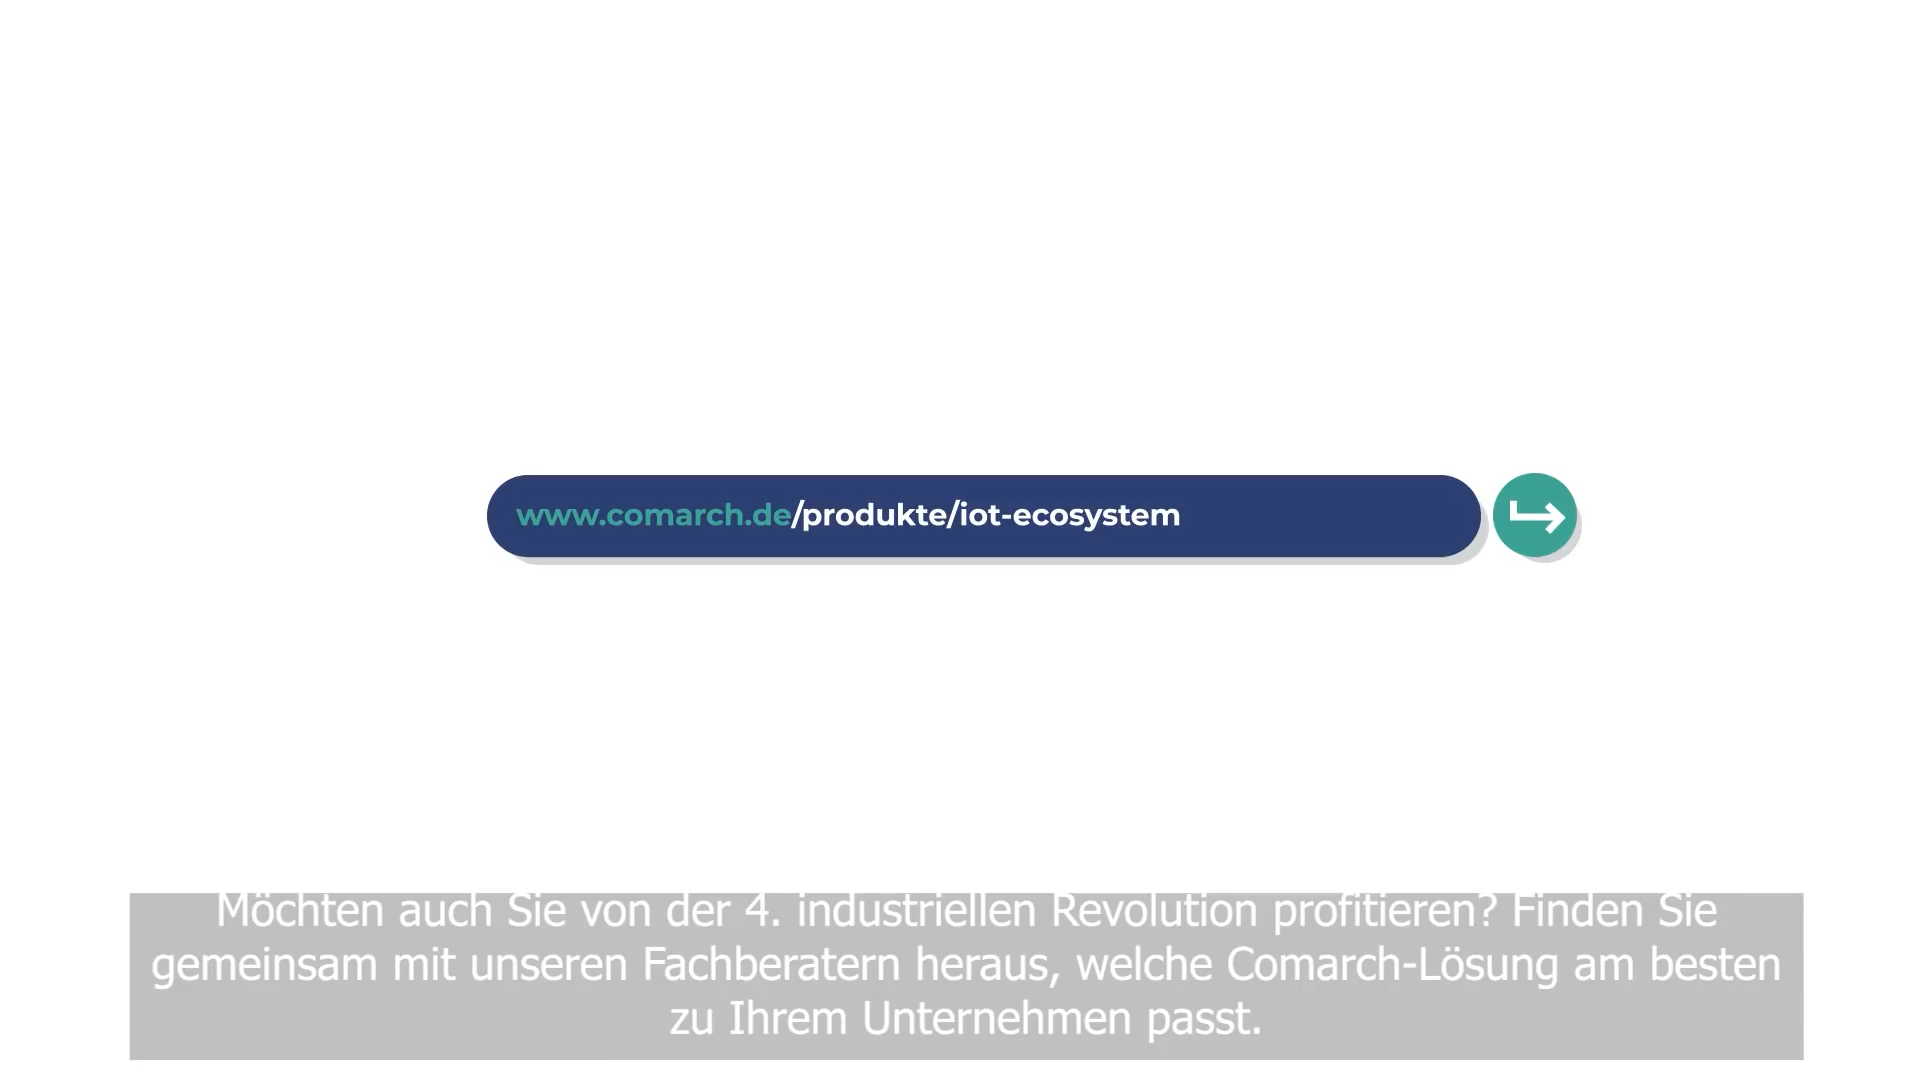 www.comarch.de/produkte/iot-ecosystem
Möchten auch Sie von der 4. industriellen Revolution profitieren? Finden Sie
gemeinsam mit unseren Fachberatern heraus, welche Comarch-Lösung am besten
zu Ihrem Unternehmen passt.